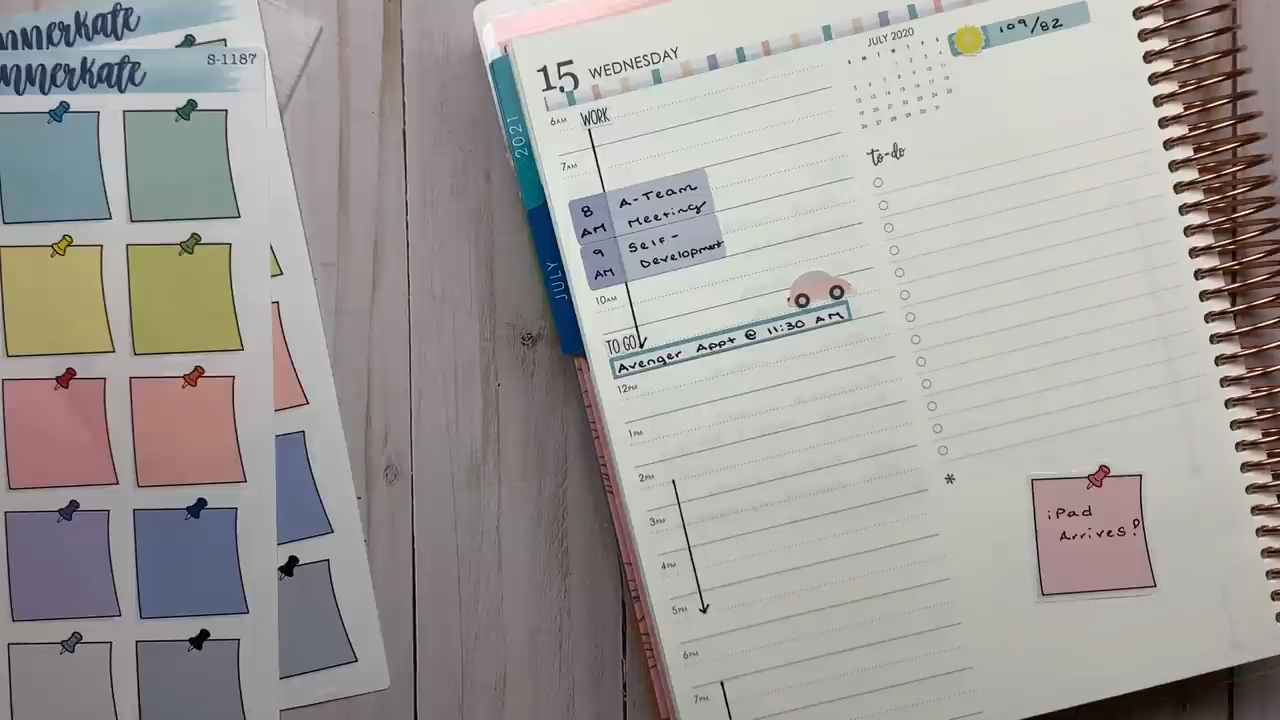 nnerkate
nnerkate
S-1187
2021
JULY
15 WEDNESDAY
JULY 2020
109/82
6AM
WORK
7AM
8 AM
A-Team
Meeting
9 AM
Self-
Development
10AM
TO GO
Avenger Appt @ 11:30 AM
12PM
1PM
2PM
3PM
4PM
5PM
6PM
7PM
to-do
*
iPad
Arrives!